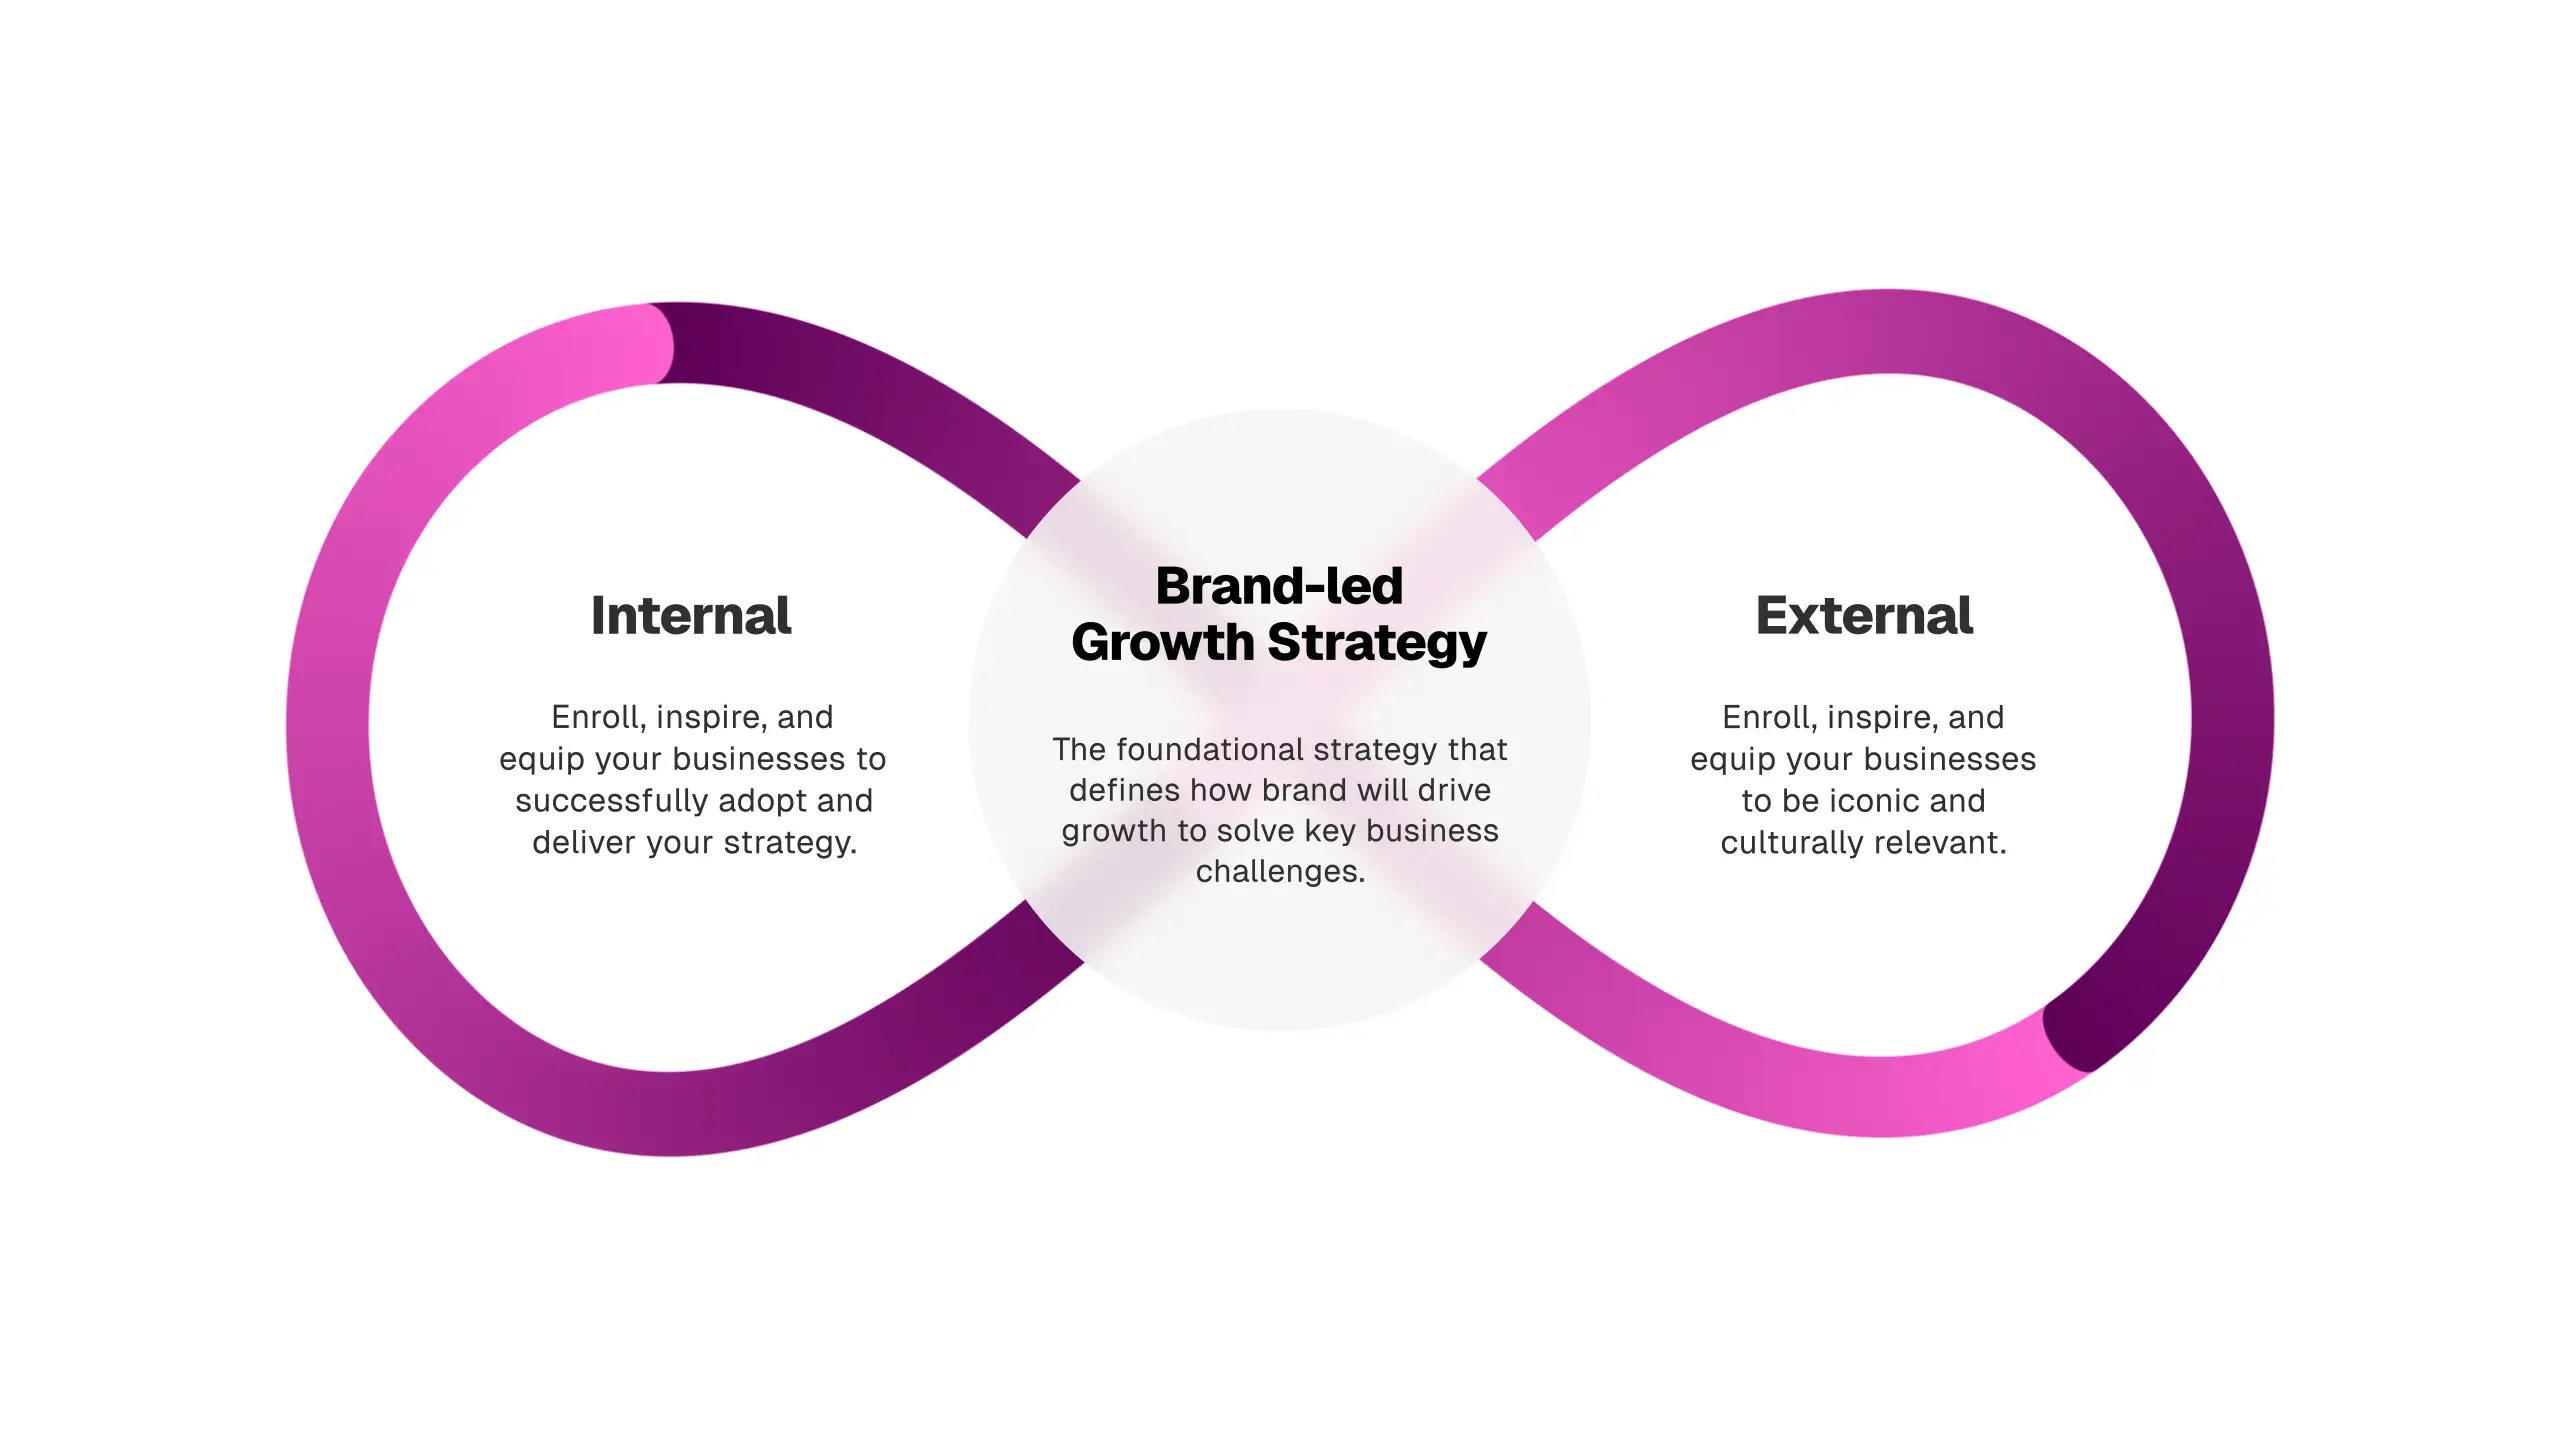 Internal
Enroll, inspire, and
equip your businesses to
successfully adopt and
deliver your strategy.
Brand-led
Growth Strategy
The foundational strategy that
defines how brand will drive
growth to solve key business
challenges.
External
Enroll, inspire, and
equip your businesses
to be iconic and
culturally relevant.